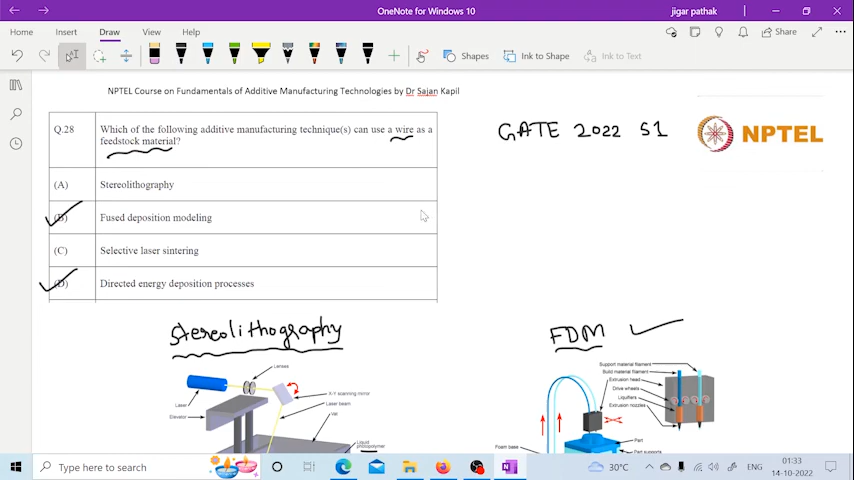 OneNote for Windows 10
jigar pathak
Home
Insert
Draw
View
Help
Share
Shapes
Ink to Shape
Ink to Text
NPTEL Course on Fundamentals of Additive Manufacturing Technologies by Dr Sajan Kapil
Q.28
Which of the following additive manufacturing technique(s) can use a wire as a
feedstock material?
GATE 2022 S1
NPTEL
(A)
Stereolithography
(B)
Fused deposition modeling
(C)
Selective laser sintering
(D)
Directed energy deposition processes
Stereolithography
FDM
Lenses
Laser
X-Y scanning mirror
Laser beam
Elevator
Vat
Liquid
photopolymer
Support material filament
Build material filament
Extrusion head
Drive wheels
Liquifiers
Extrusion nozzles
Foam base
Part
Part supports
Type here to search
30°C
ENG
01:33
14-10-2022